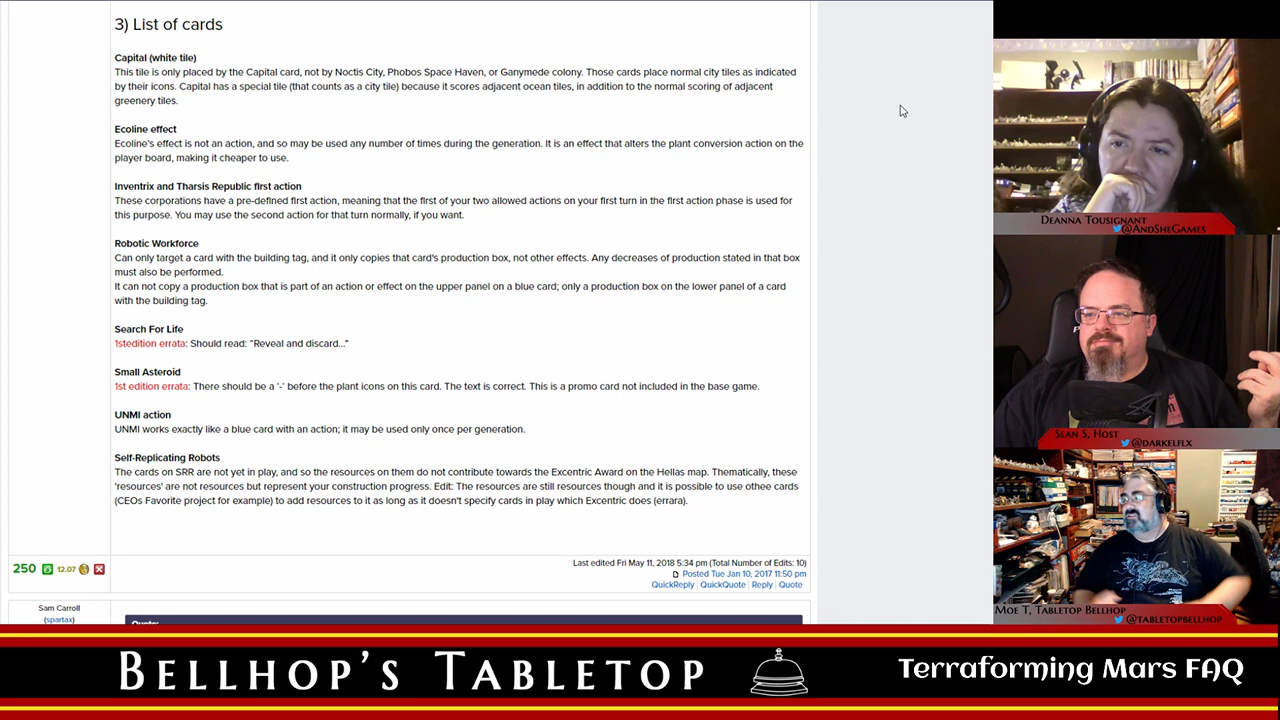 3) List of cards
Capital (white tile)
This tile is only placed by the Capital card, not by Noctis City, Phobos Space Haven, or Ganymede colony. Those cards place normal city tiles as indicated
by their icons. Capital has a special tile (that counts as a city tile) because it scores adjacent ocean tiles, in addition to the normal scoring of adjacent
greenery tiles.
Ecoline effect
Ecoline's effect is not an action, and so may be used any number of times during the generation. It is an effect that alters the plant conversion action on the
player board, making it cheaper to use.
Inventrix and Tharsis Republic first action
These corporations have a pre-defined first action, meaning that the first of your two allowed actions on your first turn in the first action phase is used for
this purpose. You may use the second action for that turn normally, if you want.
Robotic Workforce
Can only target a card with the building tag, and it only copies that card's production box, not other effects. Any decreases of production stated in that box
must also be performed.
It can not copy a production box that is part of an action or effect on the upper panel on a blue card; only a production box on the lower panel of a card
with the building tag.
Search For Life
1stedition errata: Should read: "Reveal and discard..."
Small Asteroid
1st edition errata: There should be a '-' before the plant icons on this card. The text is correct. This is a promo card not included in the base game.
UNMI action
UNMI works exactly like a blue card with an action; it may be used only once per generation.
Self-Replicating Robots
The cards on SRR are not yet in play, and so the resources on them do not contribute towards the Excentric Award on the Hellas map. Thematically, these
'resources' are not resources but represent your construction progress. Edit: The resources are still resources though and it is possible to use othee cards
(CEOs Favorite project for example) to add resources to it as long as it doesn't specify cards in play which Excentric does (errara).
250 12.07
Last edited Fri May 11, 2018 5:34 pm (Total Number of Edits: 10)
Posted Tue Jan 10, 2017 11:50 pm
QuickReply QuickQuote Reply Quote
Sam Carroll
(spartax)
Quote:
Deanna Tousignant
@AndSheGames
Sean S, Host
@darkelflx
Moe T, Tabletop Bellhop
@tabletopbellhop
Bellhop's Tabletop
Terraforming Mars FAQ